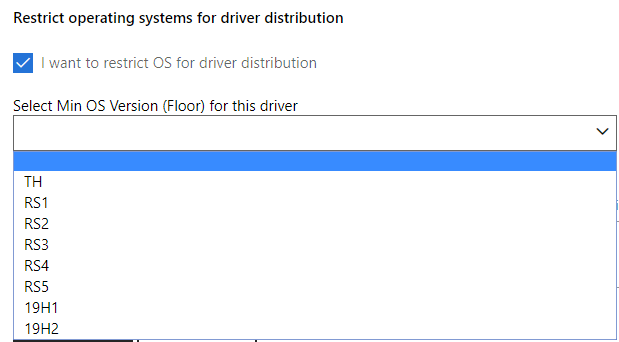 Restrict operating systems for driver distribution
I want to restrict OS for driver distribution
Select Min OS Version (Floor) for this driver
TH
RS1
RS2
RS3
RS4
RS5
19H1
19H2